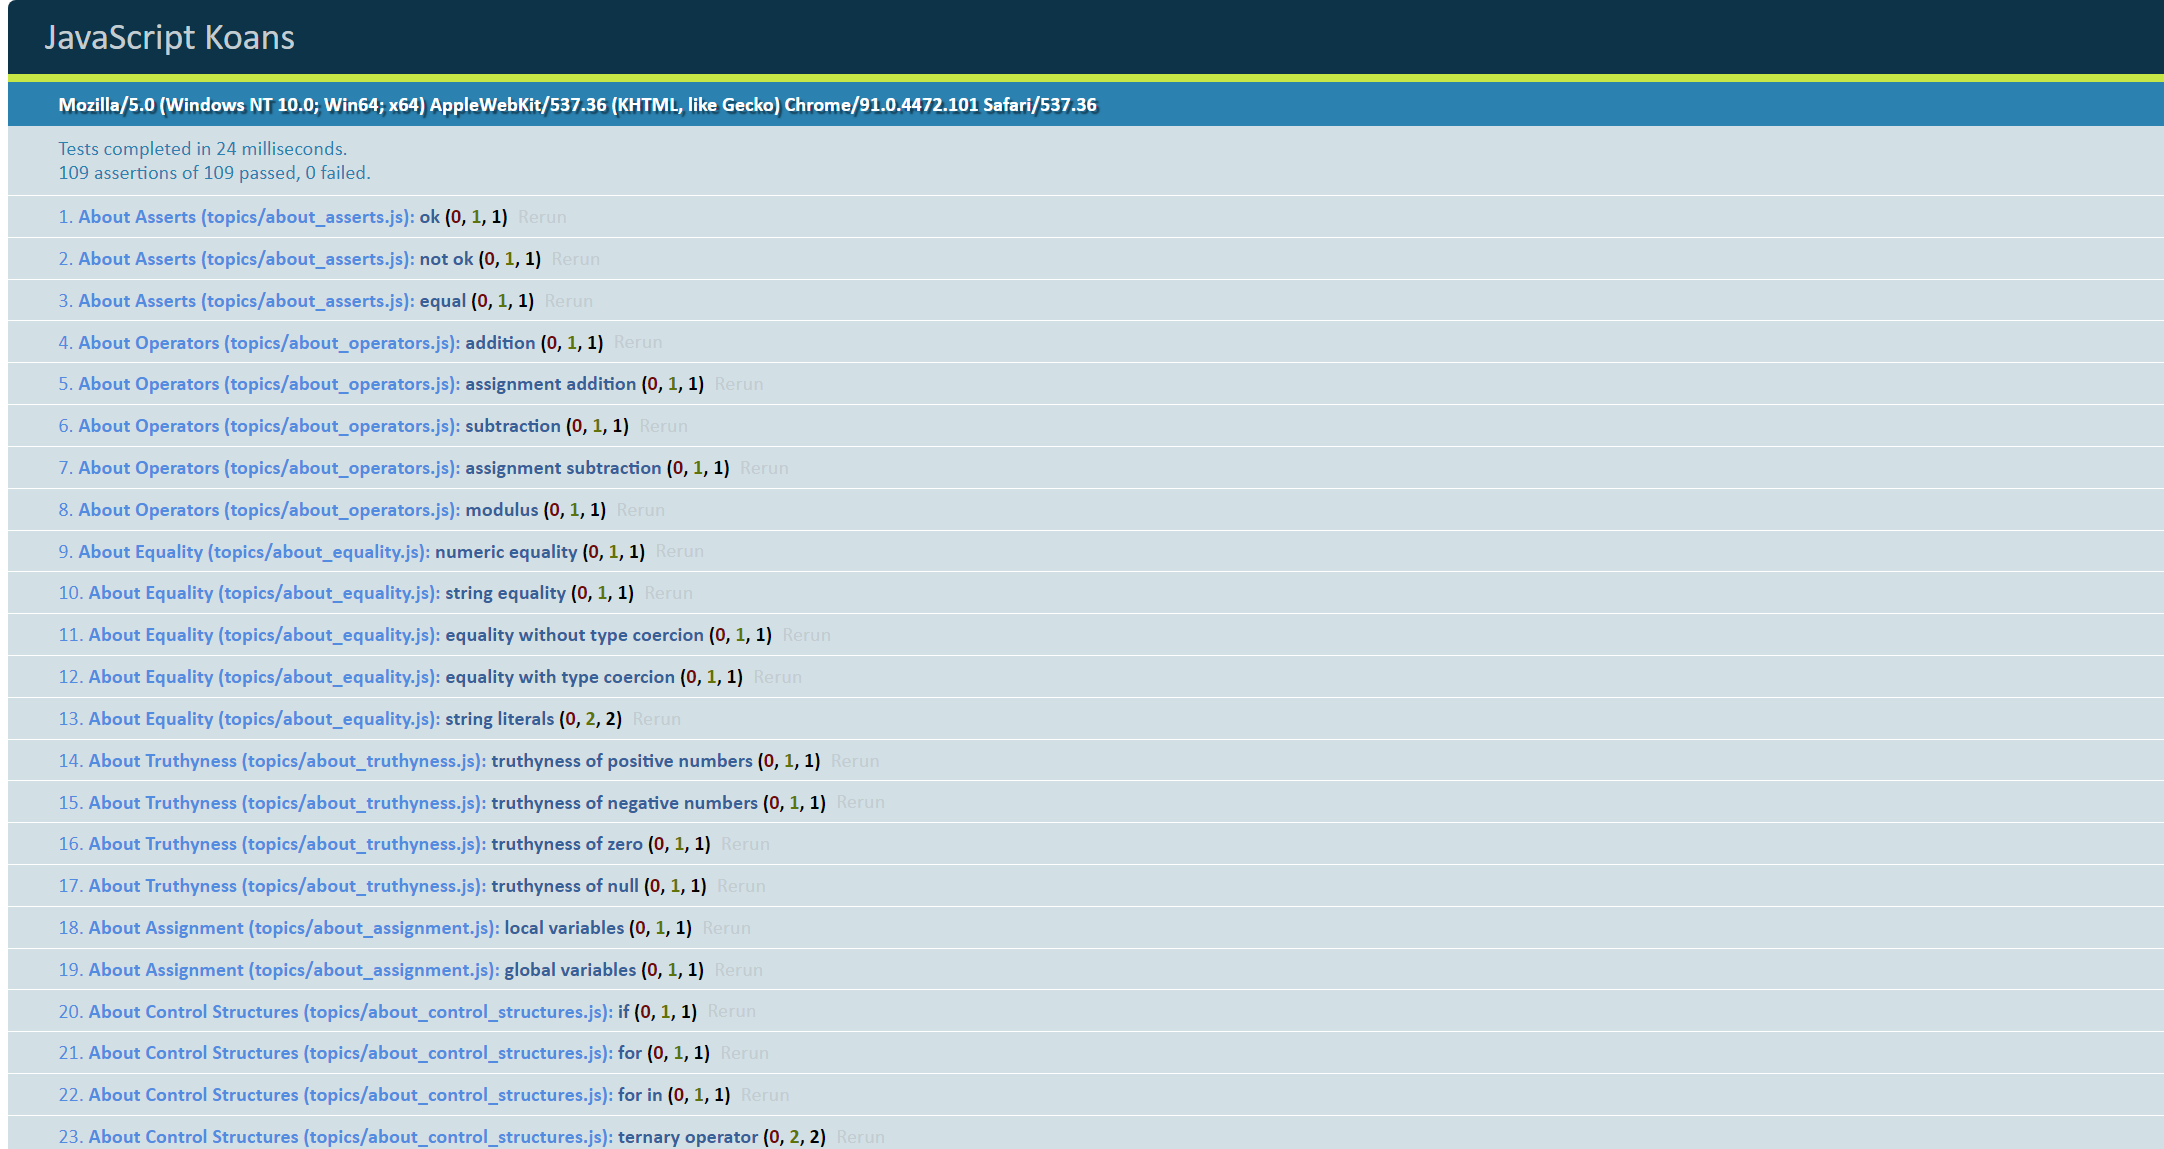 JavaScript Koans
Mozilla/5.0 (Windows NT 10.0; Win64; x64) AppleWebKit/537.36 (KHTML, like Gecko) Chrome/91.0.4472.101 Safari/537.36
Tests completed in 24 milliseconds.
109 assertions of 109 passed, 0 failed.
1. About Asserts (topics/about_asserts.js): ok (0, 1, 1) Rerun
2. About Asserts (topics/about_asserts.js): not ok (0, 1, 1) Rerun
3. About Asserts (topics/about_asserts.js): equal (0, 1, 1) Rerun
4. About Operators (topics/about_operators.js): addition (0, 1, 1) Rerun
5. About Operators (topics/about_operators.js): assignment addition (0, 1, 1) Rerun
6. About Operators (topics/about_operators.js): subtraction (0, 1, 1) Rerun
7. About Operators (topics/about_operators.js): assignment subtraction (0, 1, 1) Rerun
8. About Operators (topics/about_operators.js): modulus (0, 1, 1) Rerun
9. About Equality (topics/about_equality.js): numeric equality (0, 1, 1) Rerun
10. About Equality (topics/about_equality.js): string equality (0, 1, 1) Rerun
11. About Equality (topics/about_equality.js): equality without type coercion (0, 1, 1) Rerun
12. About Equality (topics/about_equality.js): equality with type coercion (0, 1, 1) Rerun
13. About Equality (topics/about_equality.js): string literals (0, 2, 2) Rerun
14. About Truthyness (topics/about_truthyness.js): truthyness of positive numbers (0, 1, 1) Rerun
15. About Truthyness (topics/about_truthyness.js): truthyness of negative numbers (0, 1, 1) Rerun
16. About Truthyness (topics/about_truthyness.js): truthyness of zero (0, 1, 1) Rerun
17. About Truthyness (topics/about_truthyness.js): truthyness of null (0, 1, 1) Rerun
18. About Assignment (topics/about_assignment.js): local variables (0, 1, 1) Rerun
19. About Assignment (topics/about_assignment.js): global variables (0, 1, 1) Rerun
20. About Control Structures (topics/about_control_structures.js): if (0, 1, 1) Rerun
21. About Control Structures (topics/about_control_structures.js): for (0, 1, 1) Rerun
22. About Control Structures (topics/about_control_structures.js): for in (0, 1, 1) Rerun
23. About Control Structures (topics/about_control_structures.js): ternary operator (0, 2, 2) Rerun